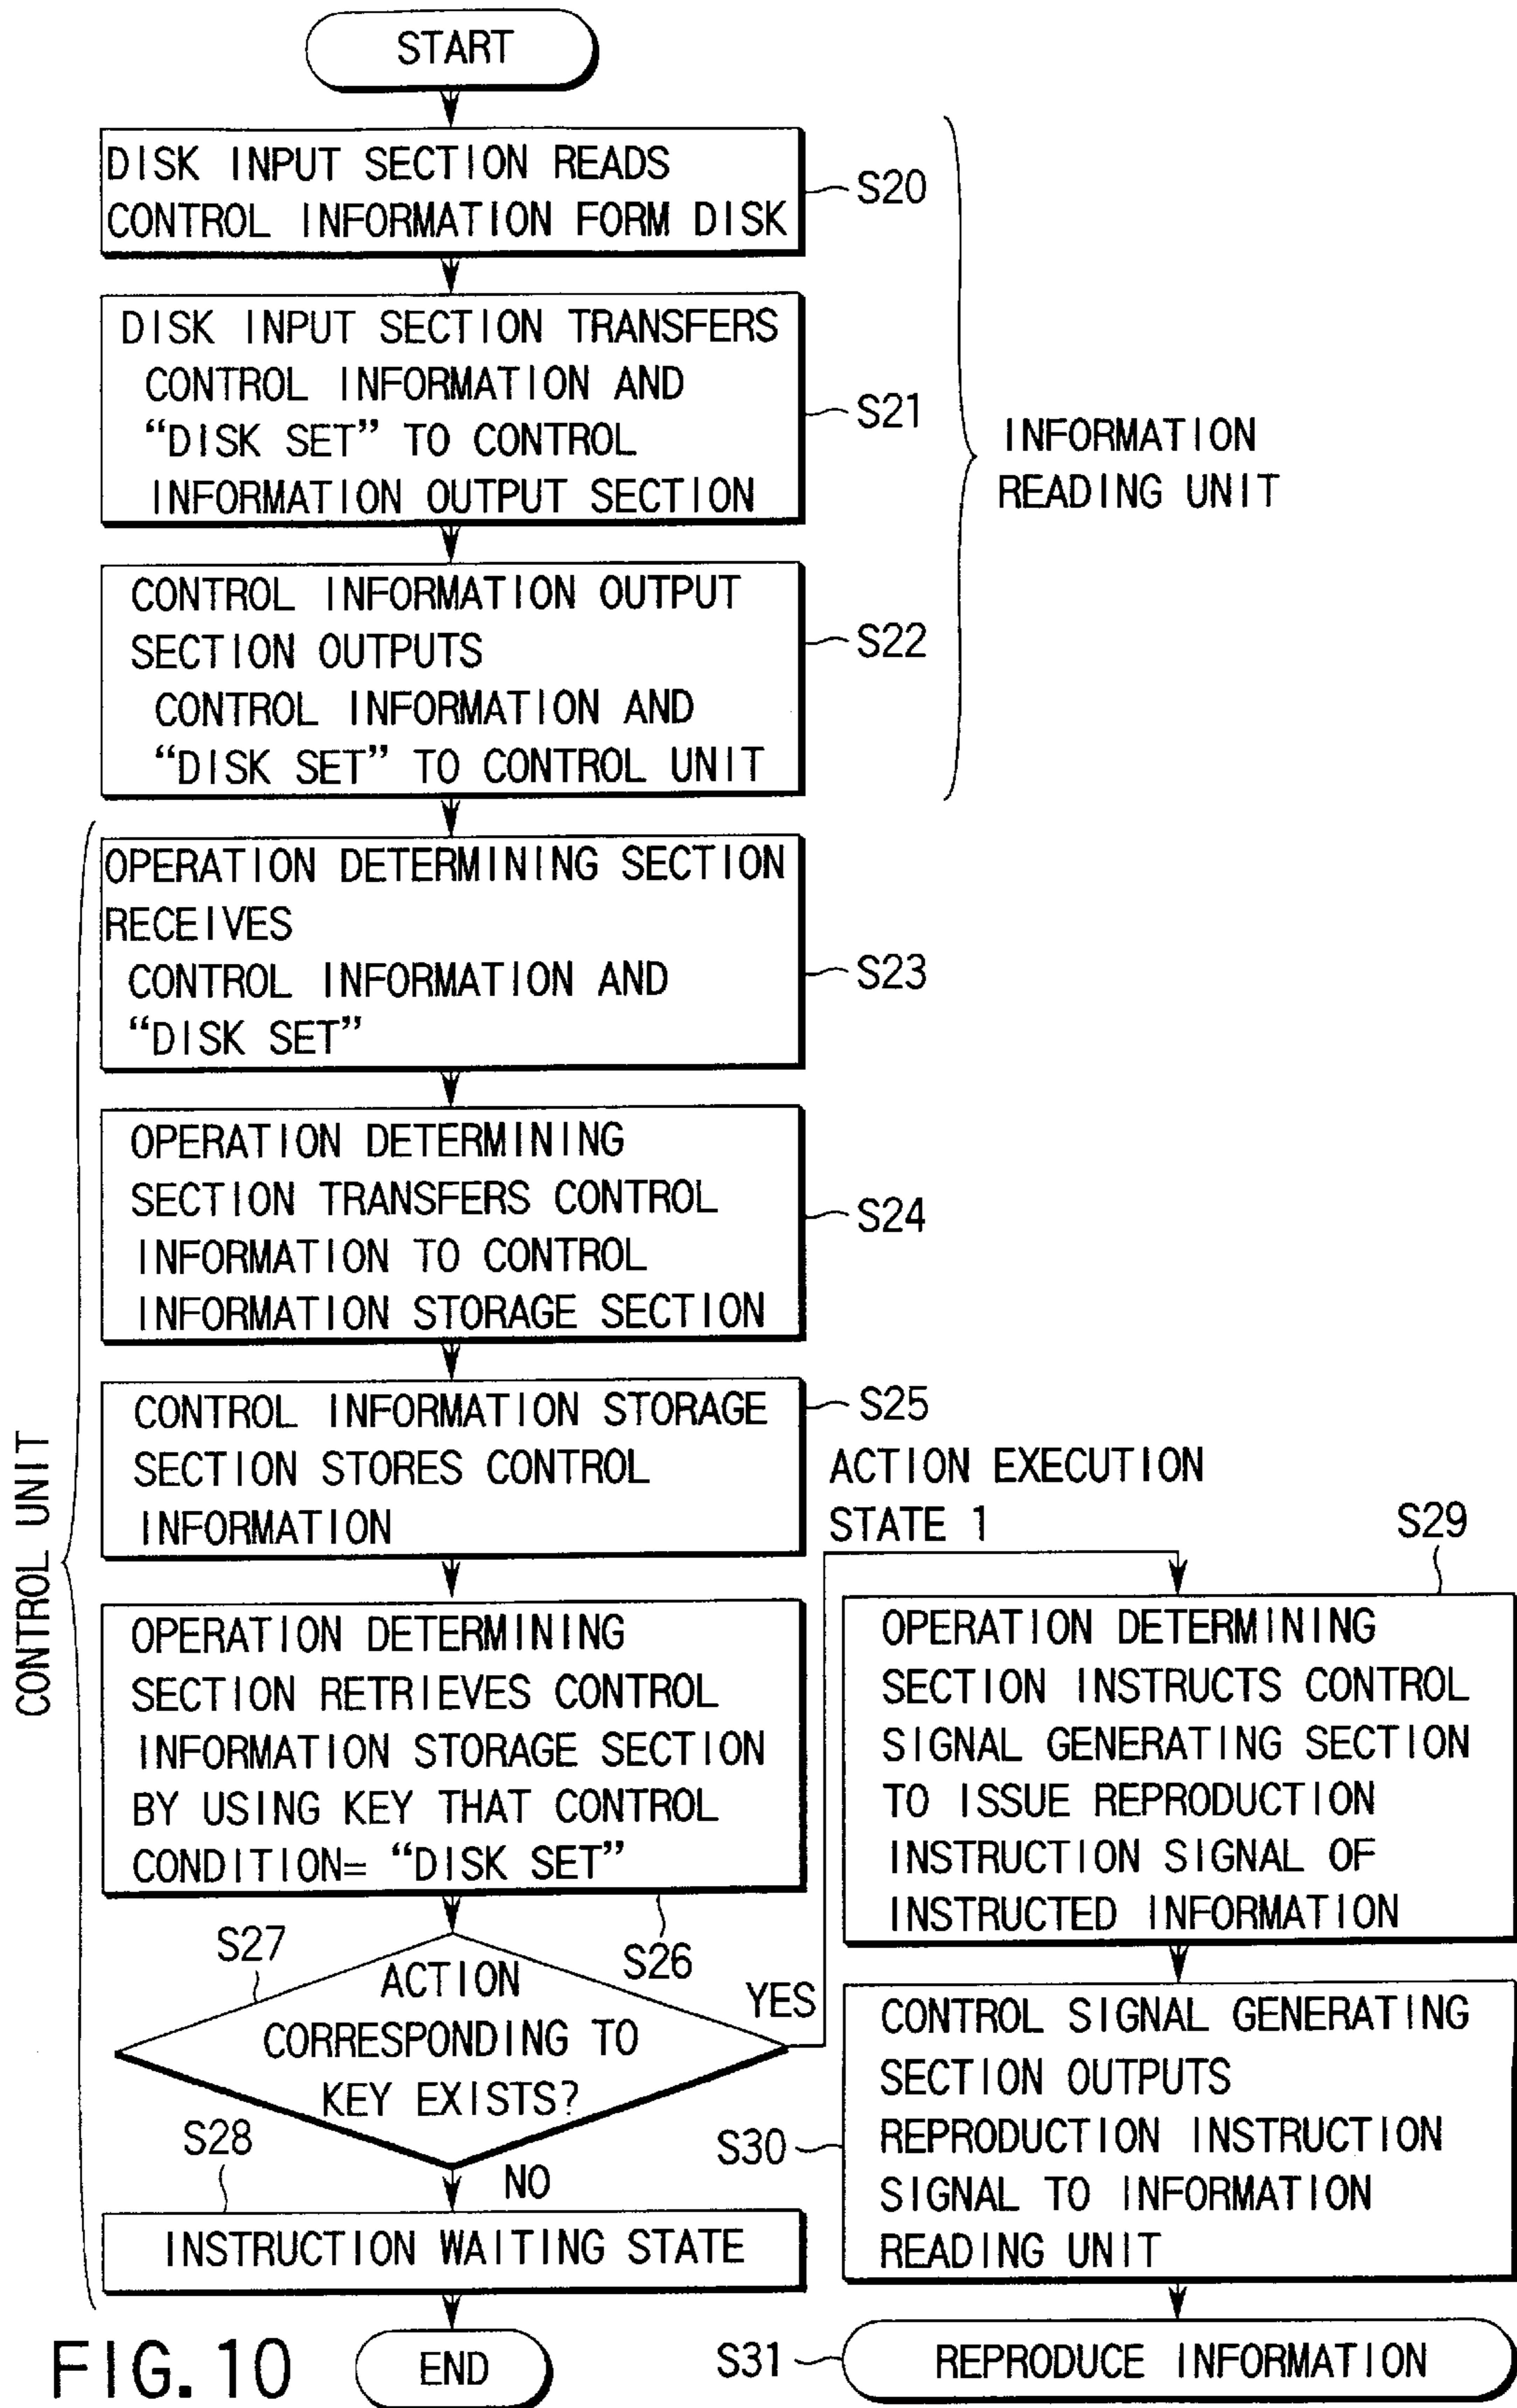 START
DISK INPUT SECTION READS
CONTROL INFORMATION FORM DISK
S20
DISK INPUT SECTION TRANSFERS
CONTROL INFORMATION AND
“DISK SET” TO CONTROL
INFORMATION OUTPUT SECTION
S21
INFORMATION
READING UNIT
CONTROL INFORMATION OUTPUT
SECTION OUTPUTS
CONTROL INFORMATION AND
“DISK SET” TO CONTROL UNIT
S22
OPERATION DETERMINING SECTION
RECEIVES
CONTROL INFORMATION AND
“DISK SET”
S23
OPERATION DETERMINING
SECTION TRANSFERS CONTROL
INFORMATION TO CONTROL
INFORMATION STORAGE SECTION
S24
CONTROL INFORMATION STORAGE
SECTION STORES CONTROL
INFORMATION
S25
CONTROL UNIT
OPERATION DETERMINING
SECTION RETRIEVES CONTROL
INFORMATION STORAGE SECTION
BY USING KEY THAT CONTROL
CONDITION= “DISK SET”
S26
S27
ACTION
CORRESPONDING TO
KEY EXISTS?
YES
NO
S28
INSTRUCTION WAITING STATE
END
ACTION EXECUTION
STATE 1
S29
OPERATION DETERMINING
SECTION INSTRUCTS CONTROL
SIGNAL GENERATING SECTION
TO ISSUE REPRODUCTION
INSTRUCTION SIGNAL OF
INSTRUCTED INFORMATION
S30
CONTROL SIGNAL GENERATING
SECTION OUTPUTS
REPRODUCTION INSTRUCTION
SIGNAL TO INFORMATION
READING UNIT
S31
REPRODUCE INFORMATION
FIG. 10